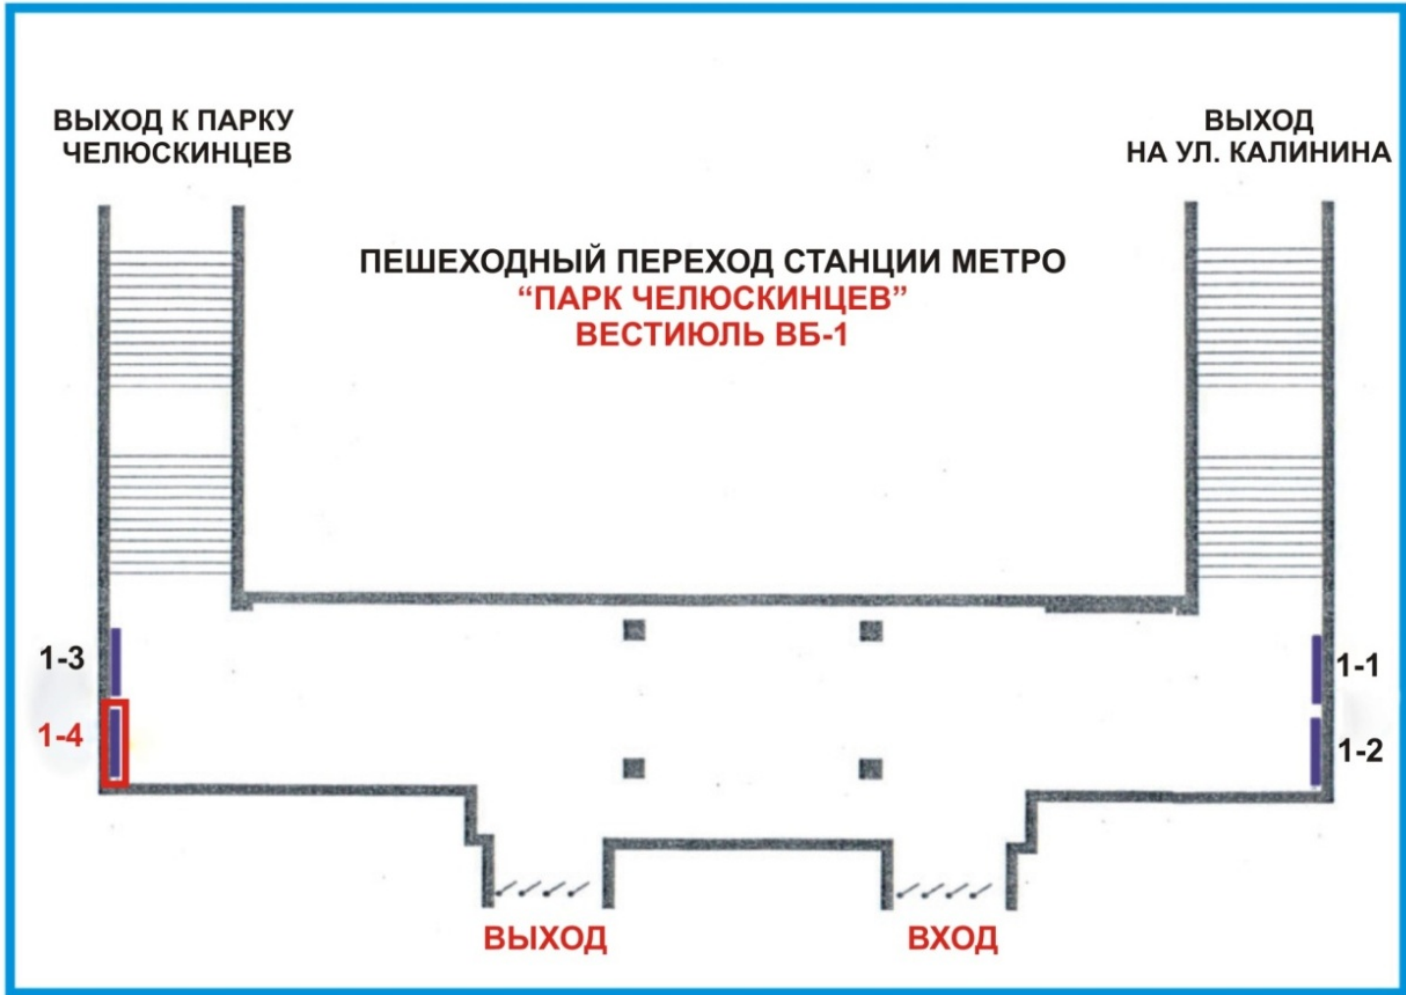 ВЫХОД К ПАРКУ
ЧЕЛЮСКИНЦЕВ
ВЫХОД
НА УЛ. КАЛИНИНА
ПЕШЕХОДНЫЙ ПЕРЕХОД СТАНЦИИ МЕТРО
“ПАРК ЧЕЛЮСКИНЦЕВ”
ВЕСТИЮЛЬ ВБ-1
1-3
1-1
1-4
1-2
ВЫХОД
ВХОД